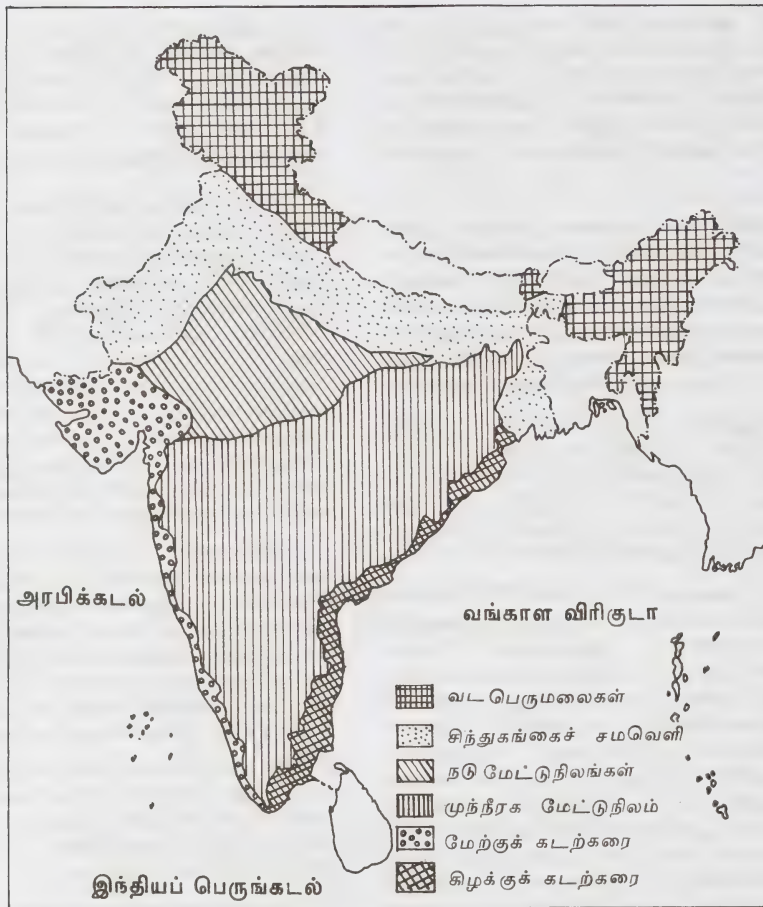 அரபிக்கடல்
வங்காள விரிகுடா
வட பெருமலைகள்
சிந்துகங்கைச் சமவெளி
நடு மேட்டுநிலங்கள்
முந்நீரக மேட்டுநிலம்
மேற்குக் கடற்கரை
கிழக்குக் கடற்கரை
இந்தியப் பெருங்கடல்